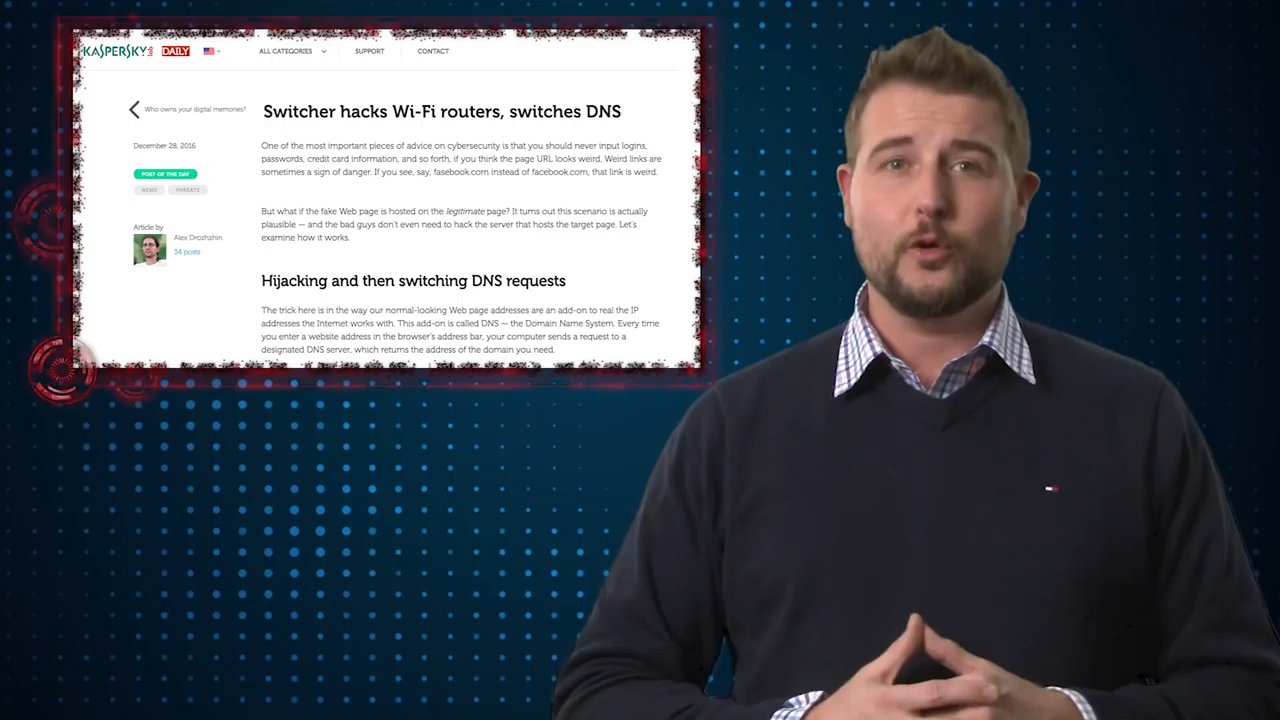 KASPERSKY LAB DAILY
ALL CATEGORIES
SUPPORT
CONTACT
Who owns your digital memories?
Switcher hacks Wi-Fi routers, switches DNS
December 28, 2016
POST OF THE DAY
NEWS
THREATS
Article by
Alex Drozhzhin
34 posts
One of the most important pieces of advice on cybersecurity is that you should never input logins,
passwords, credit card information, and so forth, if you think the page URL looks weird. Weird links are
sometimes a sign of danger. If you see, say, fasebook.com instead of facebook.com, that link is weird.
But what if the fake Web page is hosted on the legitimate page? It turns out this scenario is actually
plausible — and the bad guys don't even need to hack the server that hosts the target page. Let's
examine how it works.
Hijacking and then switching DNS requests
The trick here is in the way our normal-looking Web page addresses are an add-on to real the IP
addresses the Internet works with. This add-on is called DNS — the Domain Name System. Every time
you enter a website address in the browser's address bar, your computer sends a request to a
designated DNS server, which returns the address of the domain you need.